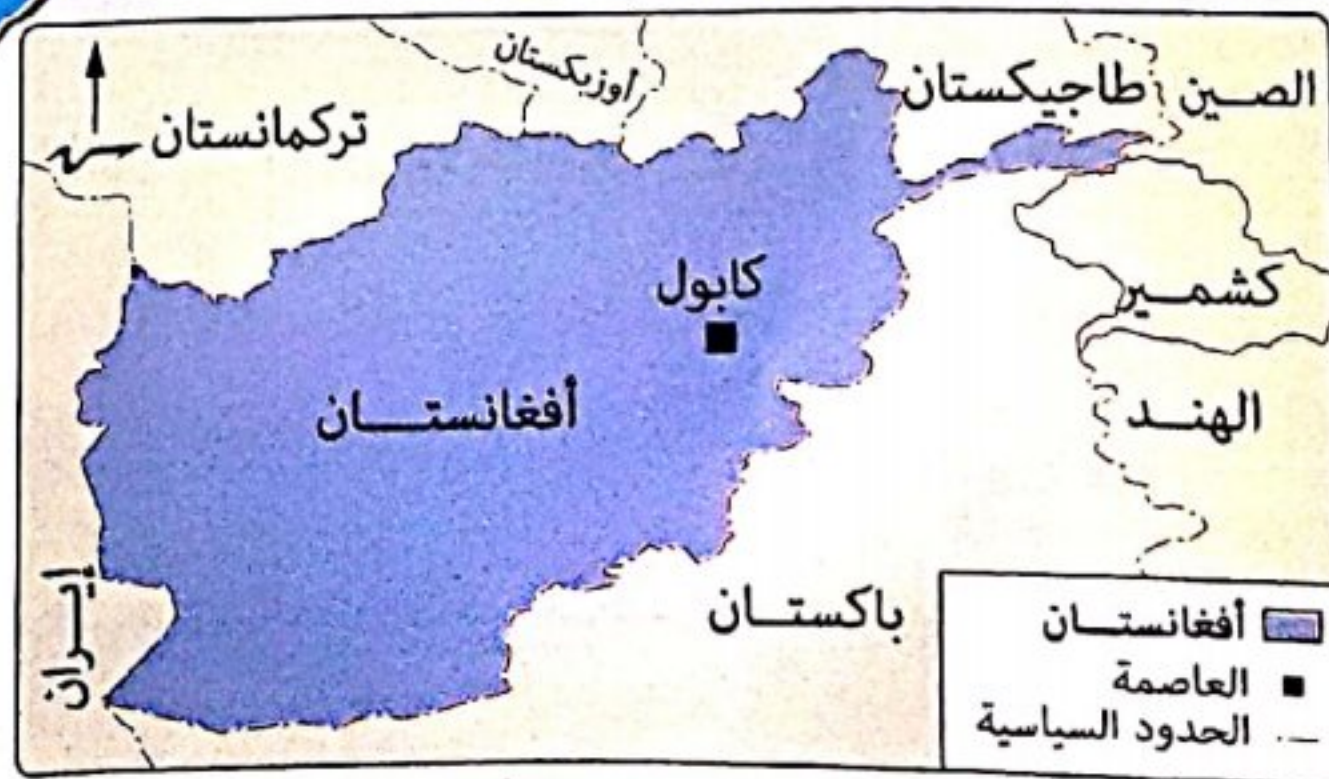 أوزبكستان
طاجيكستان
الصين
تركمانستان
كابول
كشمير
أفغانستان
الهند
إيران
باكستان
أفغانستان
العاصمة
الحدود السياسية